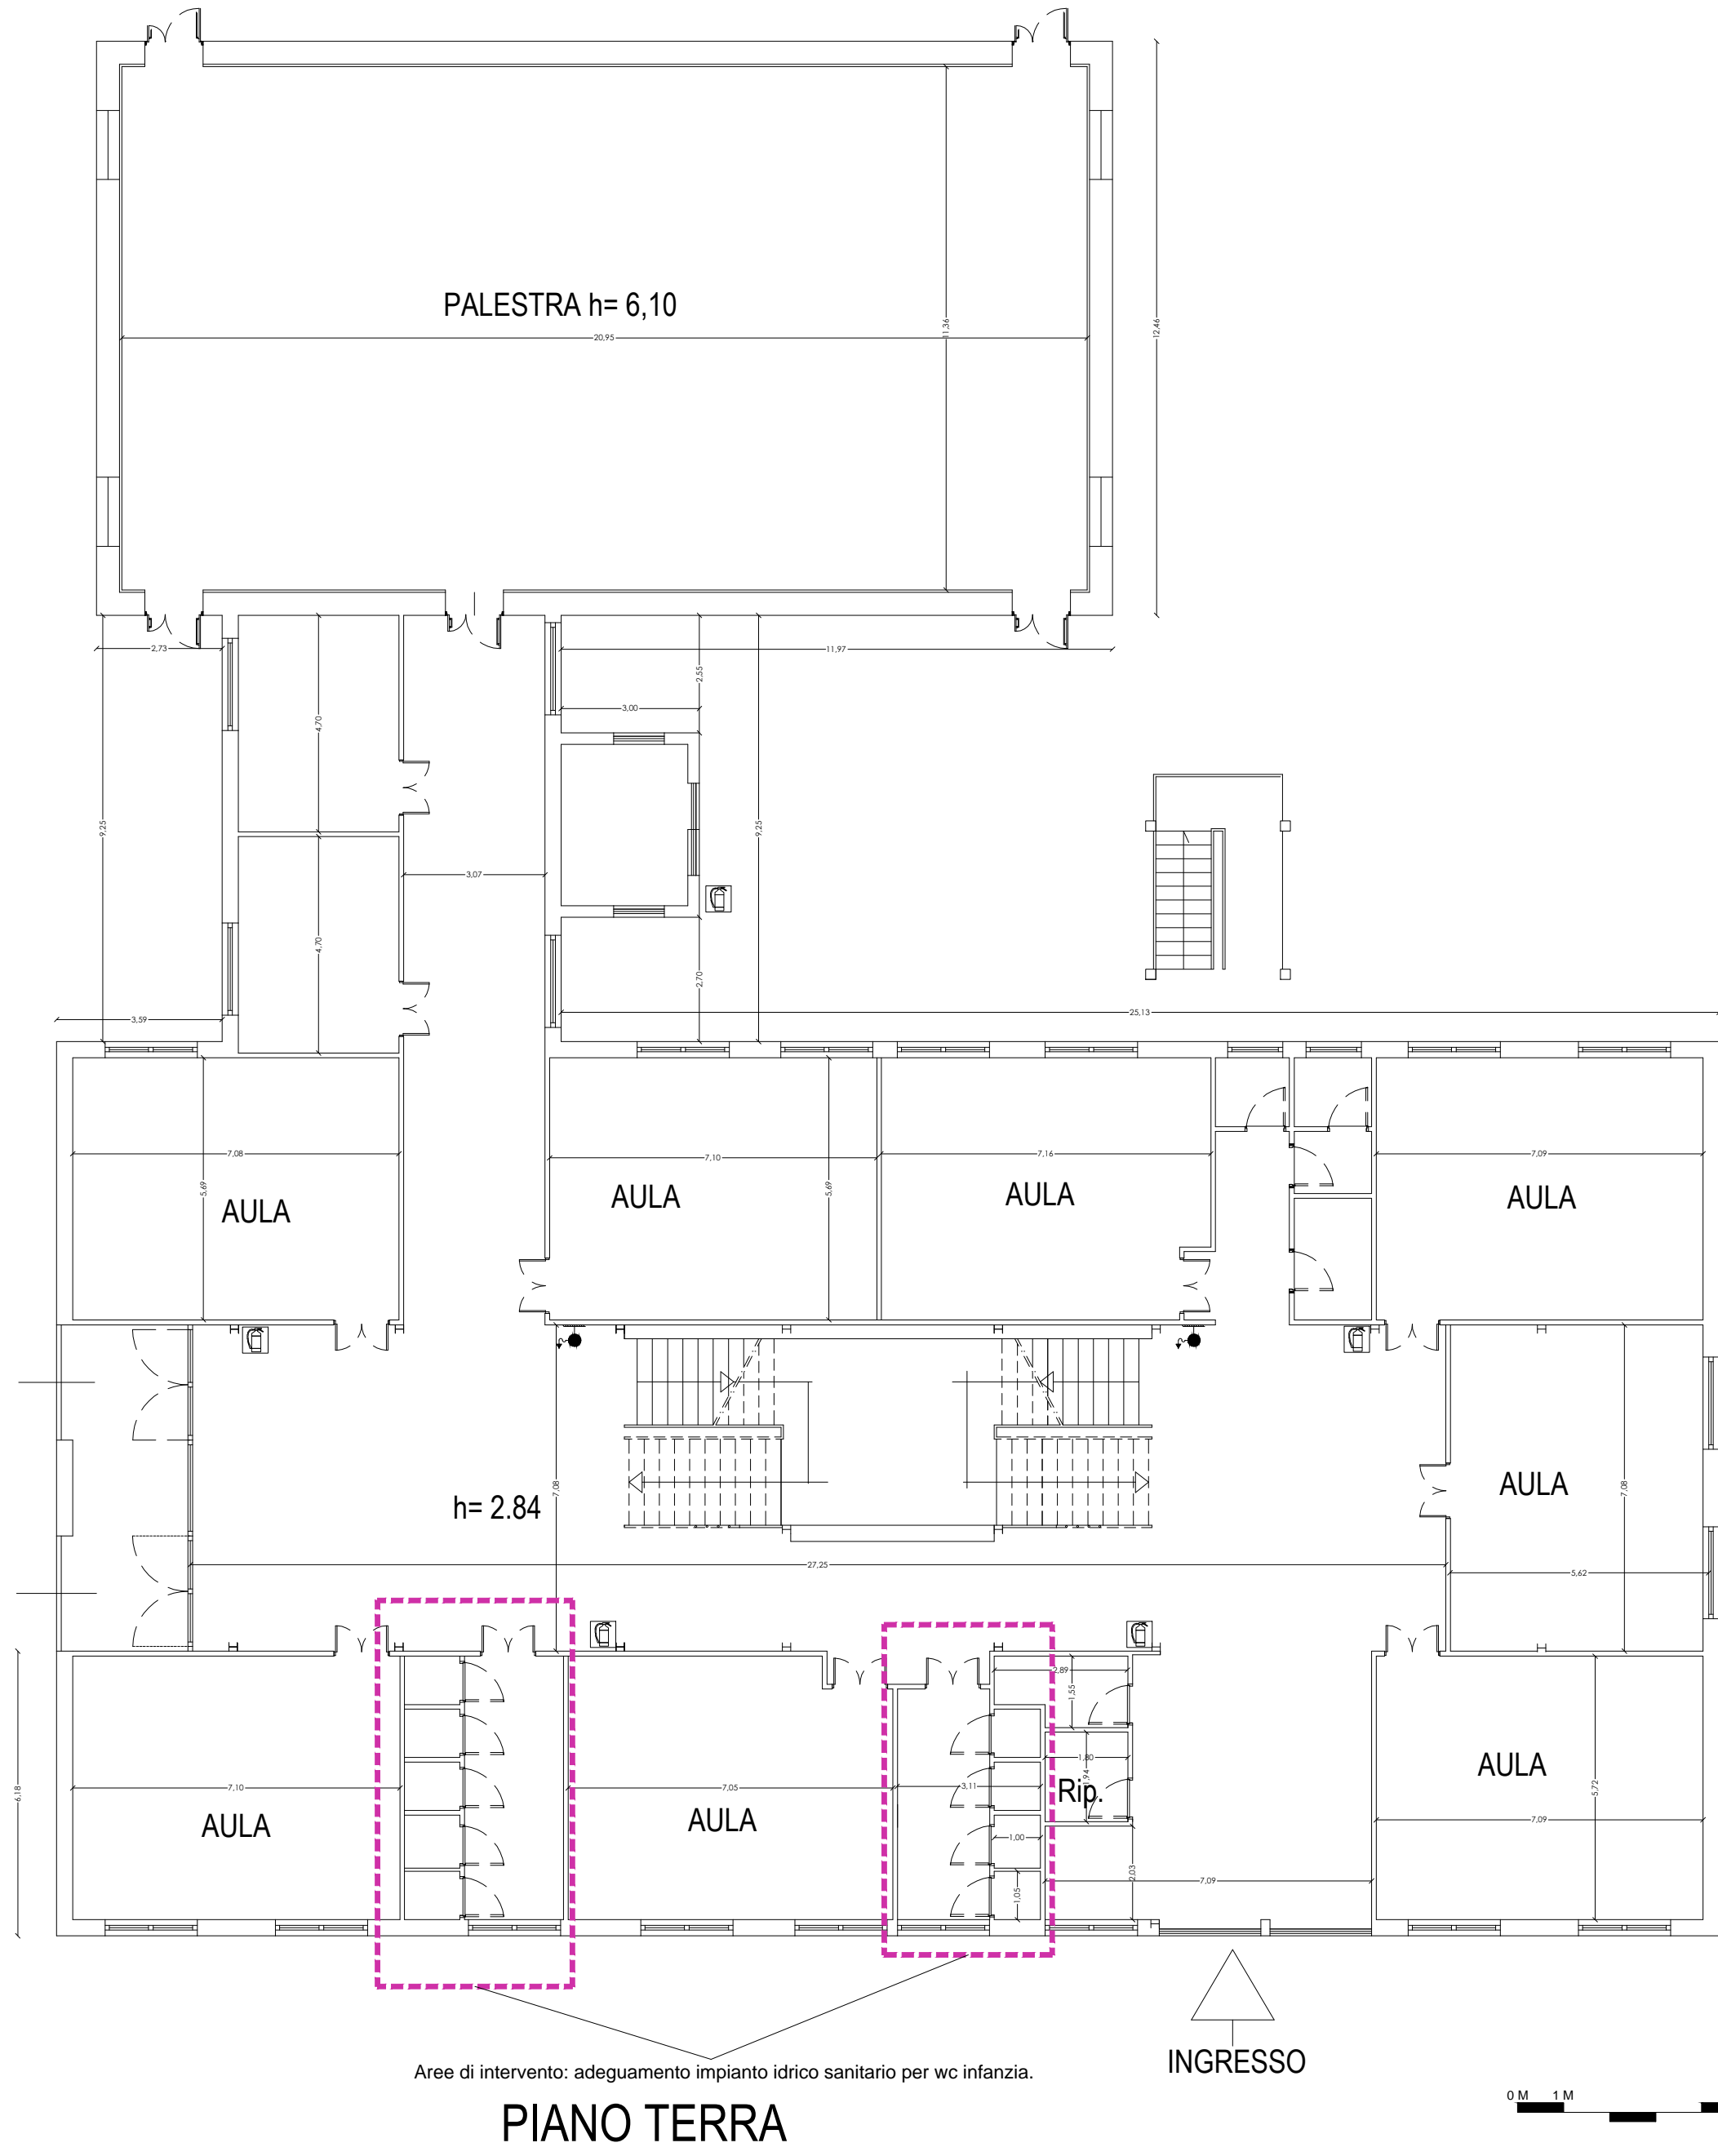 PALESTRA h= 6,10
20,95
11,36
12,46
2,73
11,97
2,55
3,00
4,70
9,25
9,25
3,07
4,70
2,70
3,59
25,13
7,08
5,69
AULA
7,10
5,69
AULA
7,16
AULA
7,09
AULA
h= 2.84
7,08
27,25
AULA
7,08
5,62
6,18
7,10
AULA
7,05
AULA
3,11
1,00
1,05
2,89
1,55
1,80
1,94
Rip.
2,03
7,09
AULA
5,72
7,09
INGRESSO
Aree di intervento: adeguamento impianto idrico sanitario per wc infanzia.
PIANO TERRA
0 M 1 M